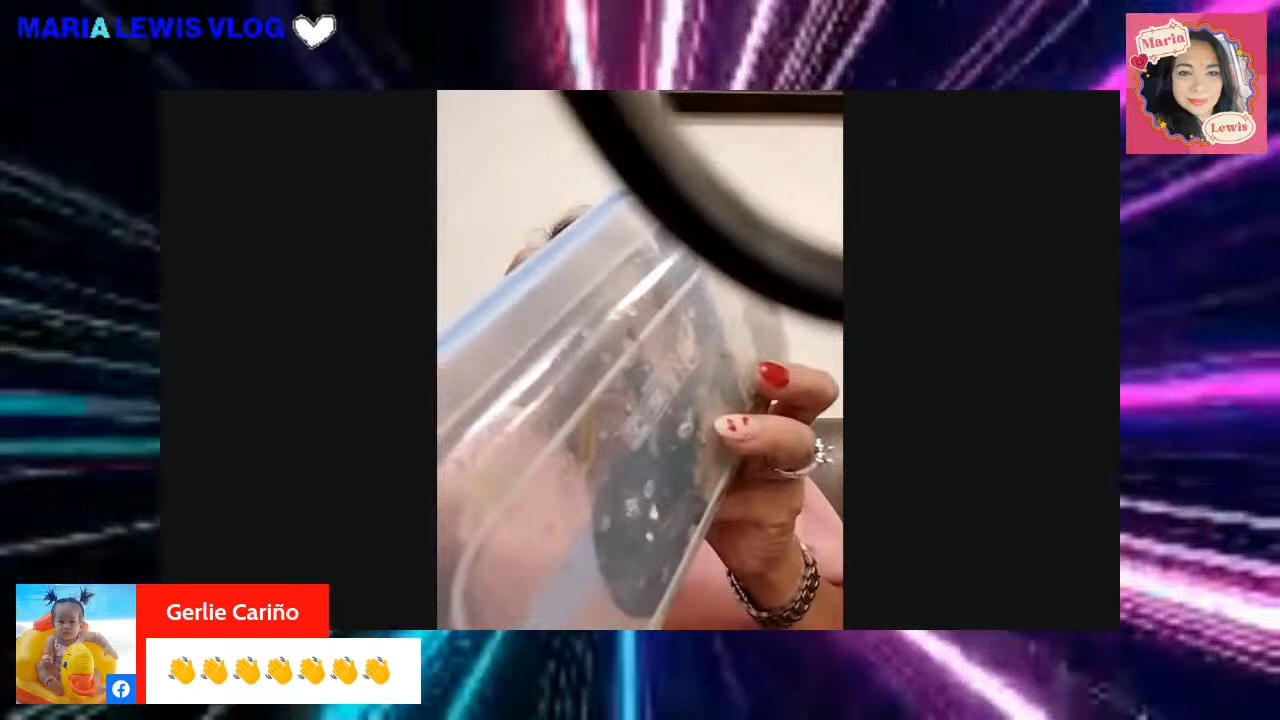 MARIA LEWIS VLOG
Maria
Lewis
Gerlie Cariño
👏👏👏👏👏👏👏